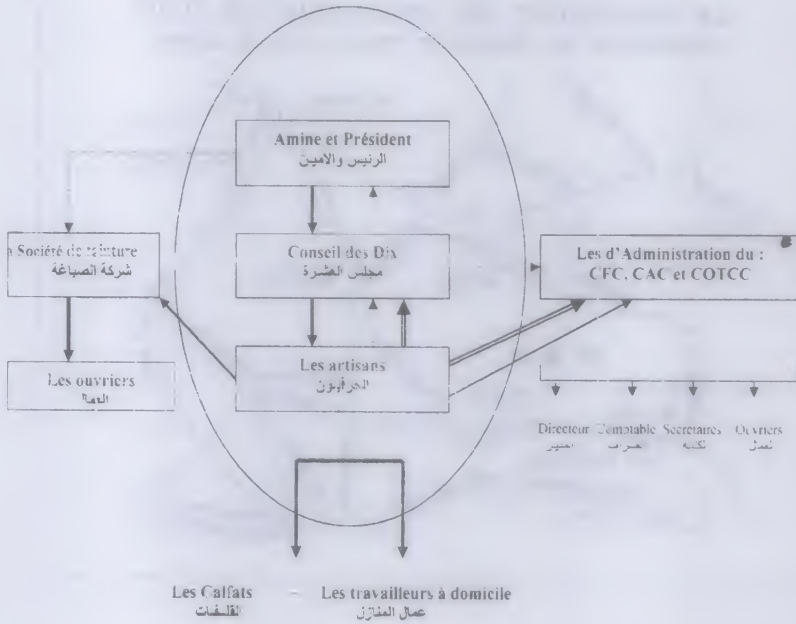 Amine et Président
الرئيس والامين
Société de teinture
شركة الصباغة
Conseil des Dix
مجلس العشرة
Les d'Administration du :
CFC, CAC et COTCC
Les ouvriers
العمال
Les artisans
الحرفيون
Directeur Comptable Secrétaires Ouvriers
Les Calfats – Les travailleurs à domicile
القلفات عمال المنازل